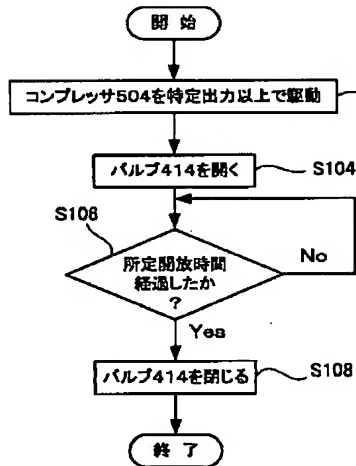 開 始
コンプレッサ504を特定出力以上で駆動
バルブ414を開く
S104
S108
所定開放時間
経過したか
?
No
Yes
バルブ414を閉じる
S108
終 了